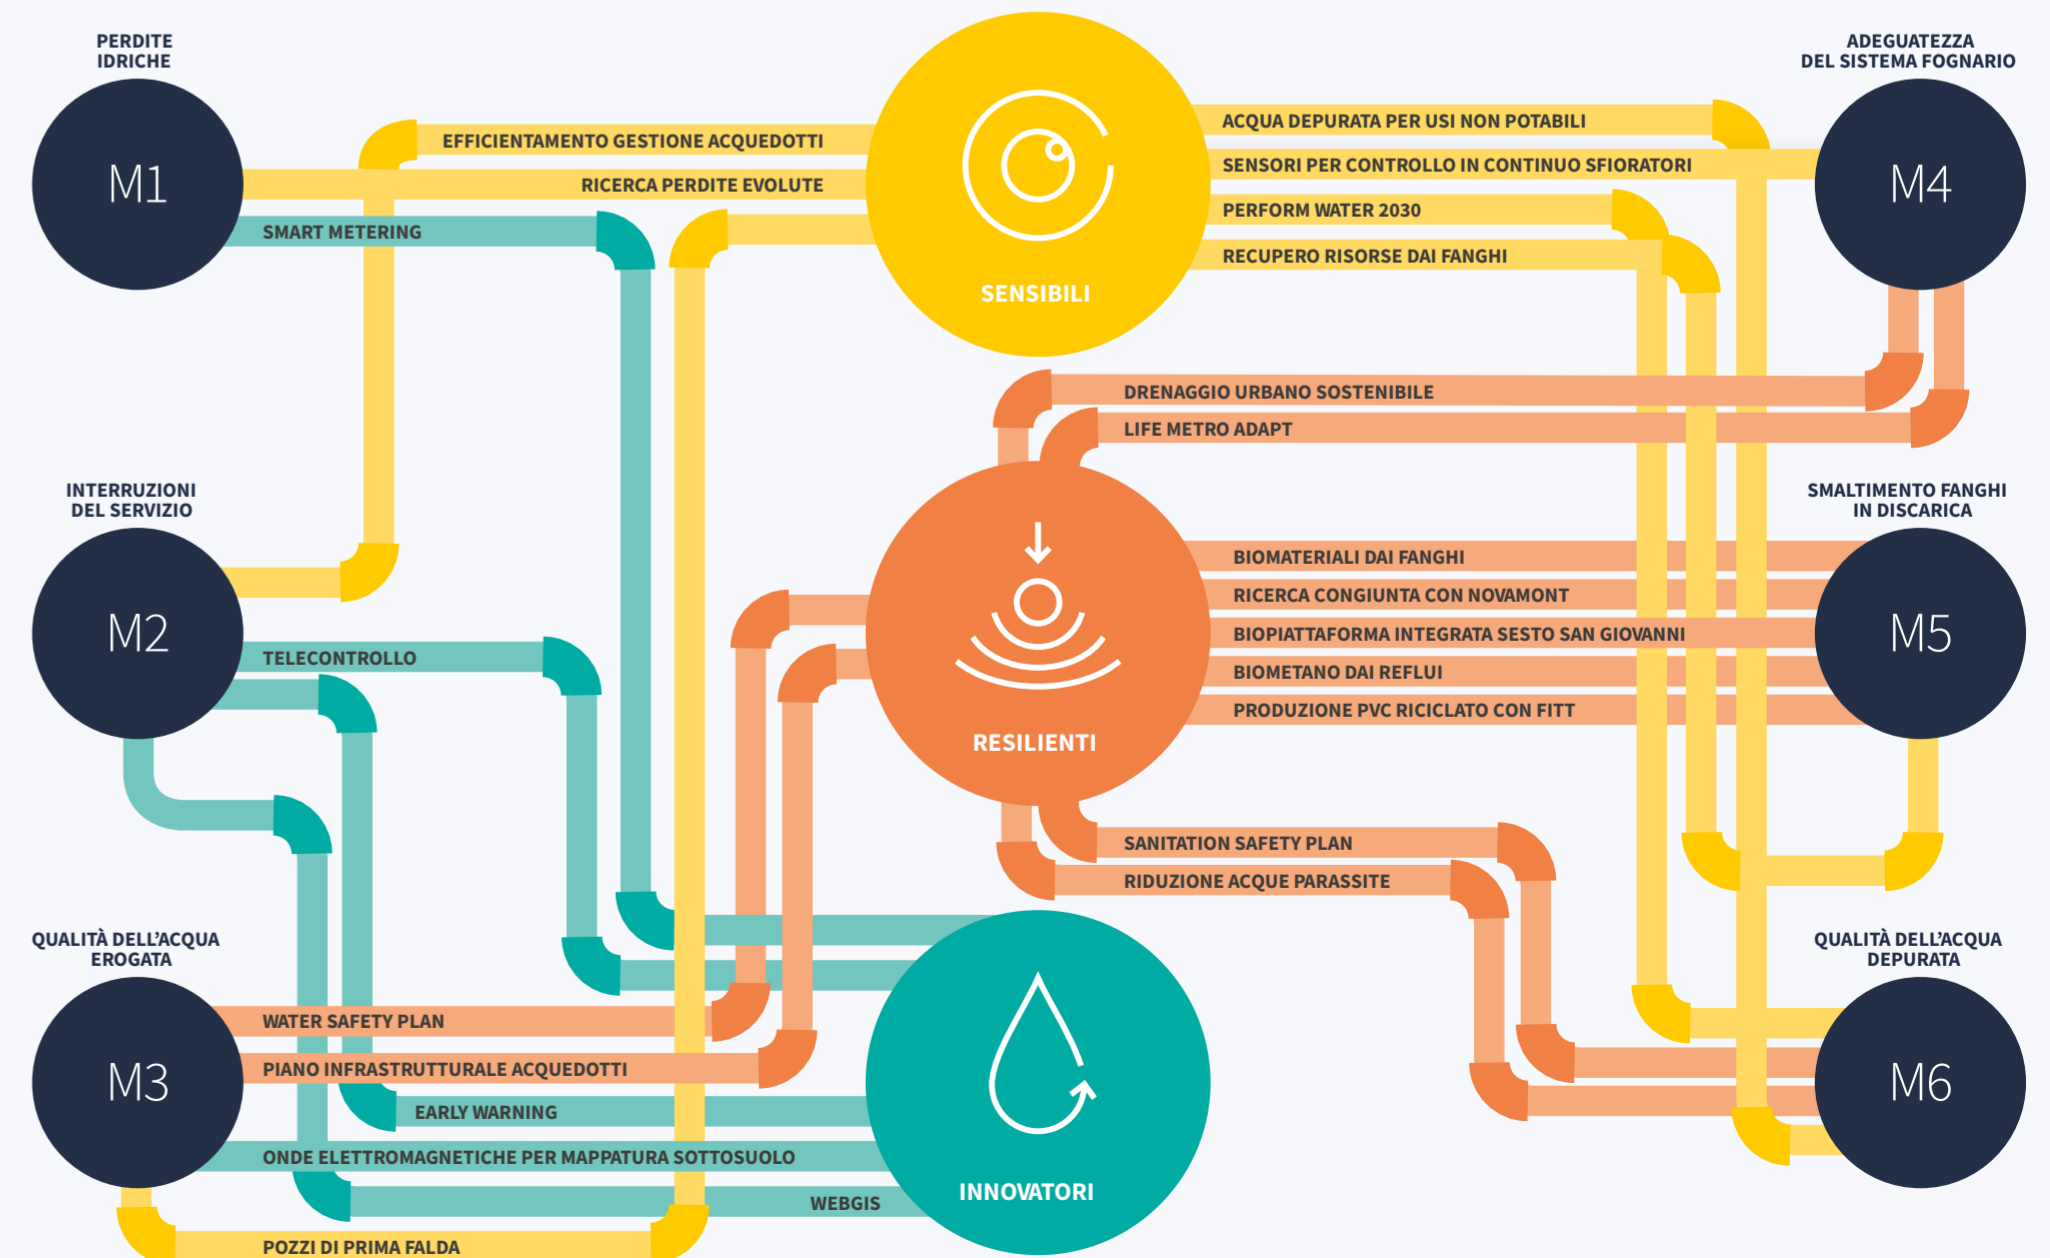 PERDITE
IDRICHE
M1
EFFICIENTAMENTO GESTIONE ACQUEDOTTI
RICERCA PERDITE EVOLUTE
SMART METERING
SENSIBILI
ACQUA DEPURATA PER USI NON POTABILI
SENSORI PER CONTROLLO IN CONTINUO SFIORATORI
PERFORM WATER 2030
RECUPERO RISORSE DAI FANGHI
ADEGUATEZZA
DEL SISTEMA FOGNARIO
M4
DRENAGGIO URBANO SOSTENIBILE
LIFE METRO ADAPT
INTERRUZIONI
DEL SERVIZIO
M2
TELECONTROLLO
RESILIENTI
BIOMATERIALI DAI FANGHI
RICERCA CONGIUNTA CON NOVAMONT
BIOPIATTAFORMA INTEGRATA SESTO SAN GIOVANNI
BIOMETANO DAI REFLUI
PRODUZIONE PVC RICICLATO CON FITT
SMALTIMENTO FANGHI
IN DISCARICA
M5
SANITATION SAFETY PLAN
RIDUZIONE ACQUE PARASSITE
QUALITÀ DELL'ACQUA
EROGATA
M3
WATER SAFETY PLAN
PIANO INFRASTRUTTURALE ACQUEDOTTI
EARLY WARNING
ONDE ELETTROMAGNETICHE PER MAPPATURA SOTTOSUOLO
WEBGIS
POZZI DI PRIMA FALDA
INNOVATORI
QUALITÀ DELL'ACQUA
DEPURATA
M6